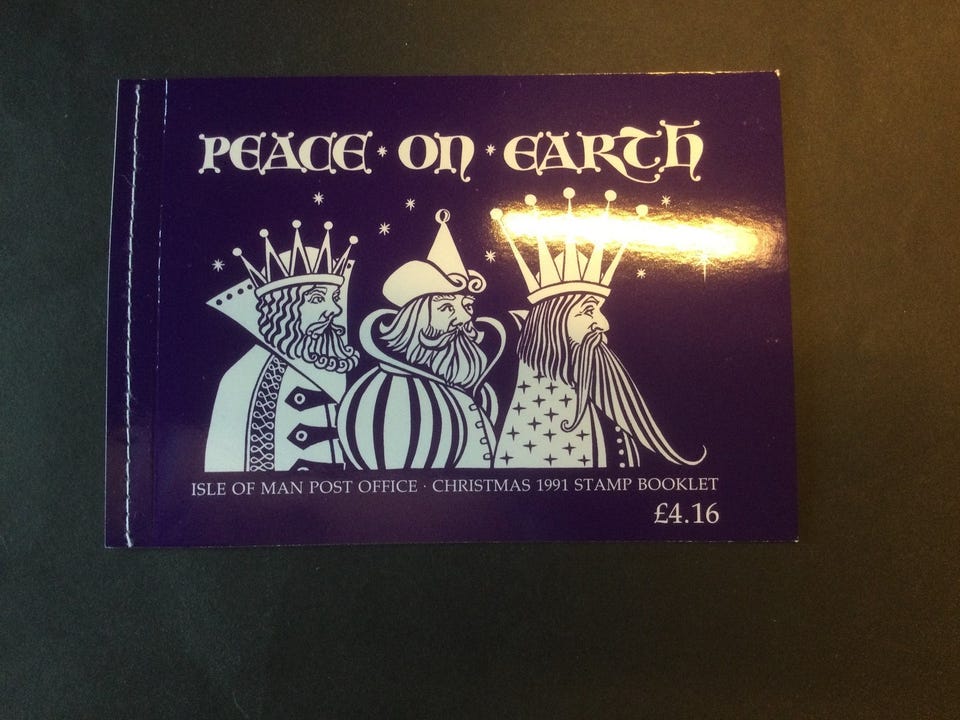 PEACE * ON * EARTH
ISLE OF MAN POST OFFICE · CHRISTMAS 1991 STAMP BOOKLET
£4.16